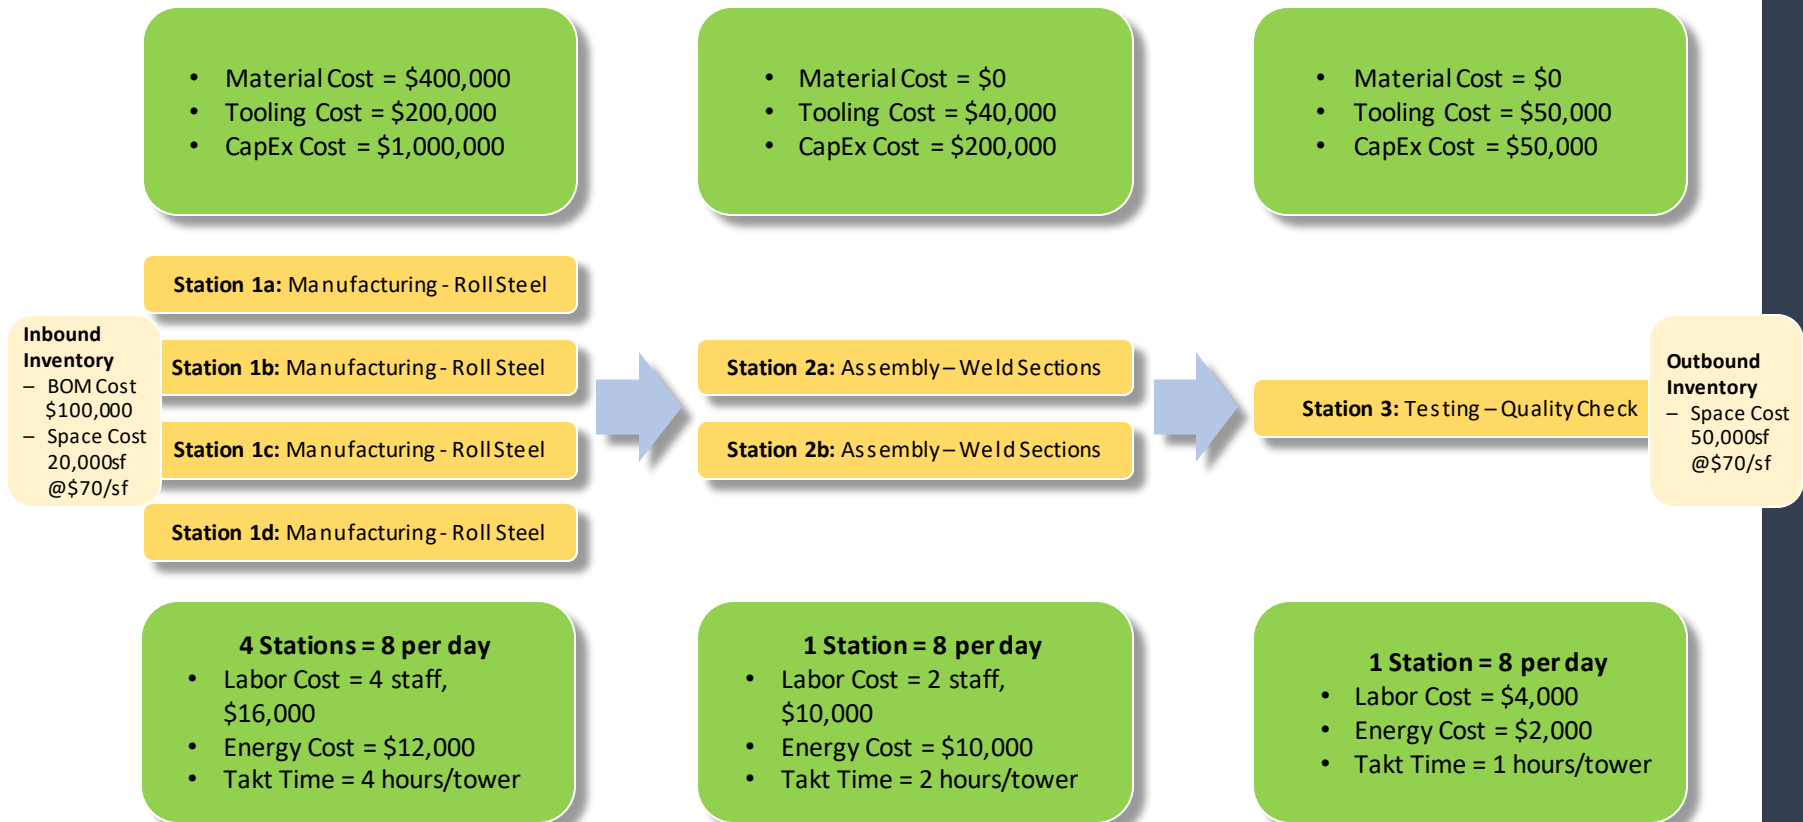 • Material Cost = $400,000
• Tooling Cost = $200,000
• CapEx Cost = $1,000,000
• Material Cost = $0
• Tooling Cost = $40,000
• CapEx Cost = $200,000
• Material Cost = $0
• Tooling Cost = $50,000
• CapEx Cost = $50,000
Inbound
Inventory
– BOM Cost
$100,000
– Space Cost
20,000sf
@$70/sf
Station 1a: Manufacturing - Roll Steel
Station 1b: Manufacturing - Roll Steel
Station 1c: Manufacturing - Roll Steel
Station 1d: Manufacturing - Roll Steel
Station 2a: Assembly – Weld Sections
Station 2b: Assembly – Weld Sections
Station 3: Testing – Quality Check
Outbound
Inventory
– Space Cost
50,000sf
@$70/sf
4 Stations = 8 per day
• Labor Cost = 4 staff,
$16,000
• Energy Cost = $12,000
• Takt Time = 4 hours/tower
1 Station = 8 per day
• Labor Cost = 2 staff,
$10,000
• Energy Cost = $10,000
• Takt Time = 2 hours/tower
1 Station = 8 per day
• Labor Cost = $4,000
• Energy Cost = $2,000
• Takt Time = 1 hours/tower